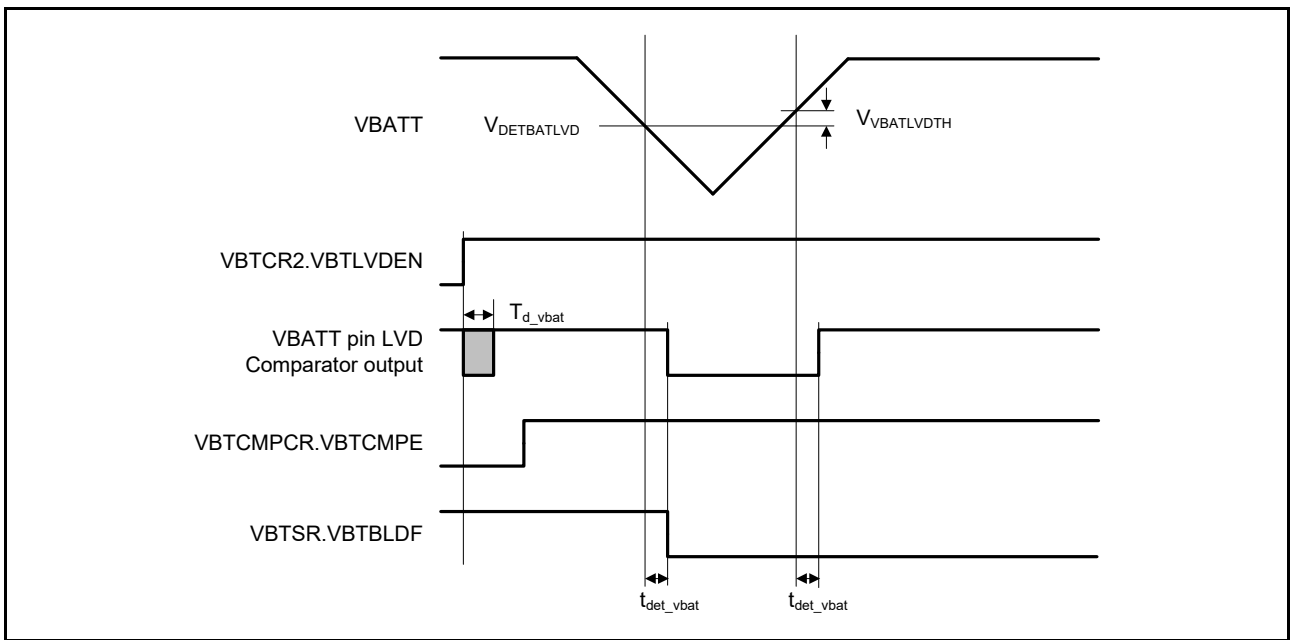 VBATT
VDETBATLVD
VVBATLVDTH
VBTCR2.VBTLVDEN
Td_vbat
VBATT pin LVD
Comparator output
VBTCMPCR.VBTCMPE
VBTSR.VBTBLDF
tdet_vbat
tdet_vbat